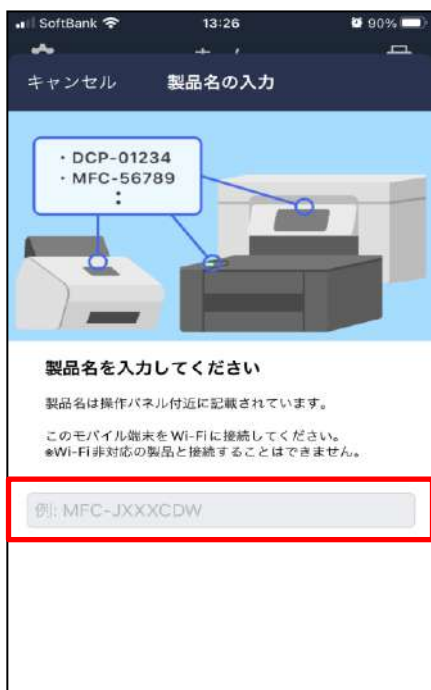 SoftBank 13:26 90%
キャンセル 製品名の入力
・DCP-01234
・MFC-56789
:
製品名を入力してください
製品名は操作パネル付近に記載されています。
このモバイル端末をWi-Fiに接続してください。
※Wi-Fi非対応の製品と接続することはできません。
例: MFC-JXXXCDW